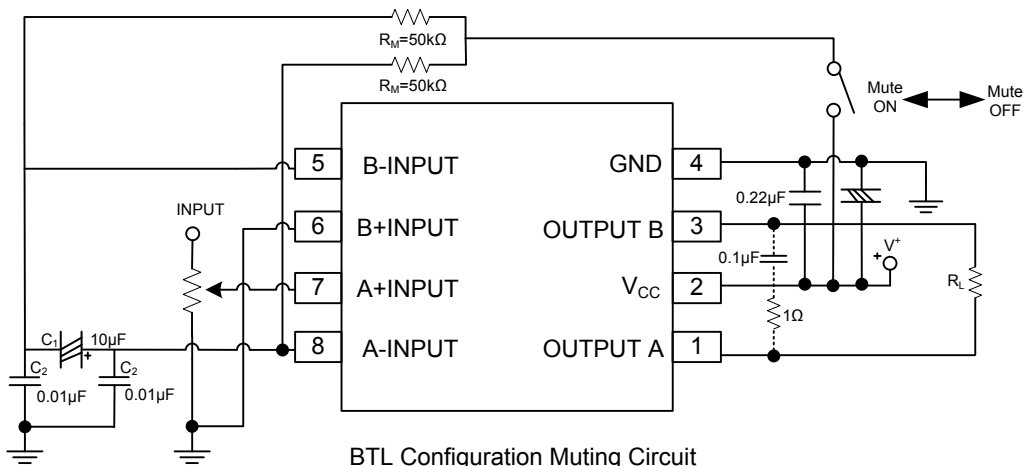 R_M=50kΩ
R_M=50kΩ
Mute ON
Mute OFF
5 B-INPUT
GND 4
INPUT
0.22µF
6 B+INPUT
OUTPUT B 3
0.1µF
+ V⁺
7 A+INPUT
V_CC 2
R_L
1Ω
C₁ 10µF
+
8 A-INPUT
OUTPUT A 1
C₂
0.01µF
C₂
0.01µF
BTL Configuration Muting Circuit